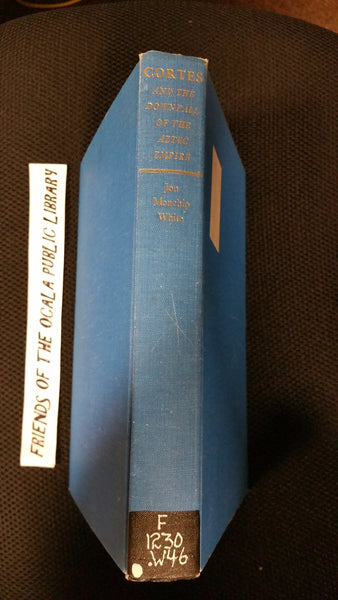 CORTES
AND THE
DOWNFALL
OF THE
AZTEC
EMPIRE
Jon
Manchip
White
F
1230
.W46
FRIENDS OF THE OCALA PUBLIC LIBRARY